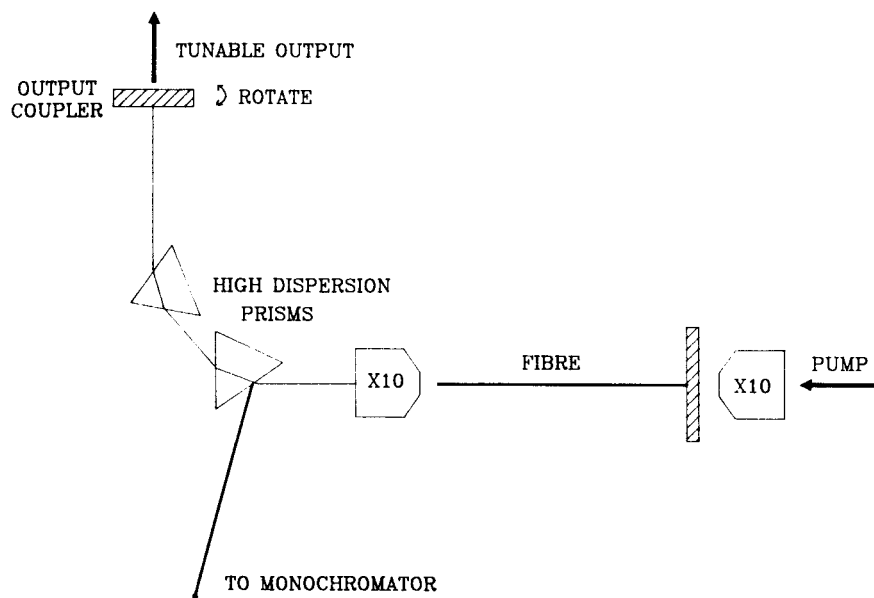 TUNABLE OUTPUT
OUTPUT
COUPLER
ROTATE
HIGH DISPERSION
PRISMS
FIBRE
PUMP
X10
X10
TO MONOCHROMATOR